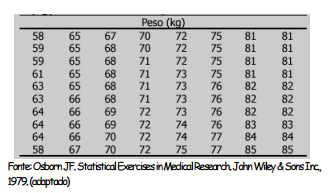 Peso (kg)
58 65 67 70 72 75 81 81
59 65 68 70 72 75 81 81
59 65 68 71 72 75 81 81
61 65 68 71 73 75 81 81
63 65 68 71 73 76 82 82
63 66 68 71 73 76 82 82
64 66 69 72 73 76 82 82
64 66 69 72 74 76 83 83
64 66 70 72 74 77 84 84
58 67 70 72 75 77 85 85
Fonte: Osborn JF, Statistical Exercises in Medical Research, John Wiley & Sons Inc.,
1979. (adaptado)